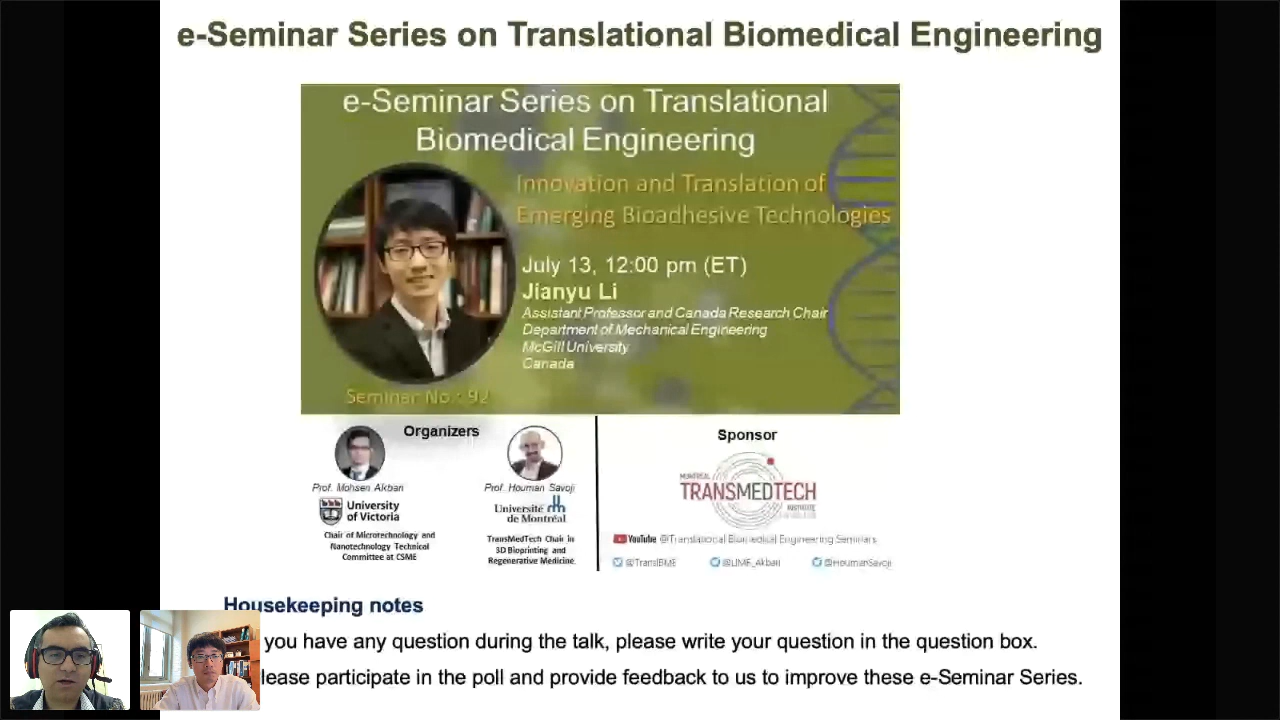 e-Seminar Series on Translational Biomedical Engineering
e-Seminar Series on Translational
Biomedical Engineering
Innovation and Translation of
Emerging Bioadhesive Technologies
July 13, 12:00 pm (ET)
Jianyu Li
Assistant Professor and Canada Research Chair
Department of Mechanical Engineering
McGill University
Canada
Seminar No.: 92
Organizers
Prof. Mohsen Akbari
Prof. Houman Savoji
University
of Victoria
Université
de Montréal
Chair of Microtechnology and
Nanotechnology Technical
Committee at CSME
TransMedTech Chair in
3D Bioprinting and
Regenerative Medicine.
Sponsor
MONTRÉAL
TRANSMEDTECH
INSTITUTE
YouTube @Translational Biomedical Engineering Seminars
@TranslBME
@LIME_Akbari
@HoumanSavoji
Housekeeping notes
you have any question during the talk, please write your question in the question box.
lease participate in the poll and provide feedback to us to improve these e-Seminar Series.